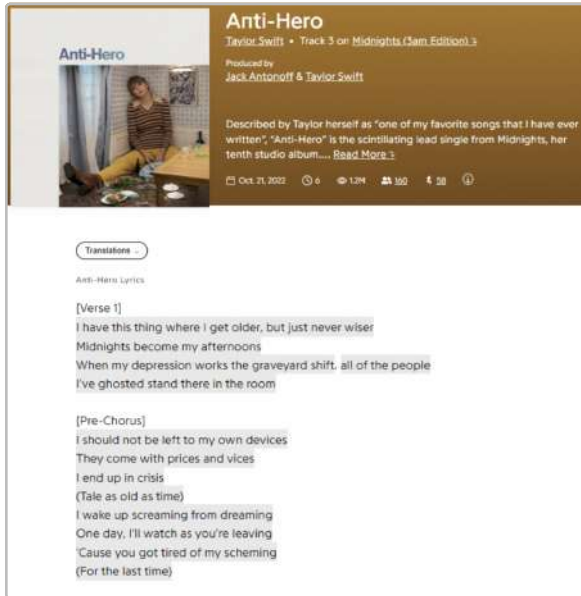 Anti-Hero
Anti-Hero
Taylor Swift • Track 3 on Midnights (3am Edition)
Produced by
Jack Antonoff & Taylor Swift
Described by Taylor herself as “one of my favorite songs that I have ever
written”, “Anti-Hero” is the scintillating lead single from Midnights, her
tenth studio album.... Read More
Oct. 21, 2022 6 1.2M 160 58
Translations
Anti-Hero Lyrics
[Verse 1]
I have this thing where I get older, but just never wiser
Midnights become my afternoons
When my depression works the graveyard shift, all of the people
I've ghosted stand there in the room
[Pre-Chorus]
I should not be left to my own devices
They come with prices and vices
I end up in crisis
(Tale as old as time)
I wake up screaming from dreaming
One day, I'll watch as you're leaving
'Cause you got tired of my scheming
(For the last time)